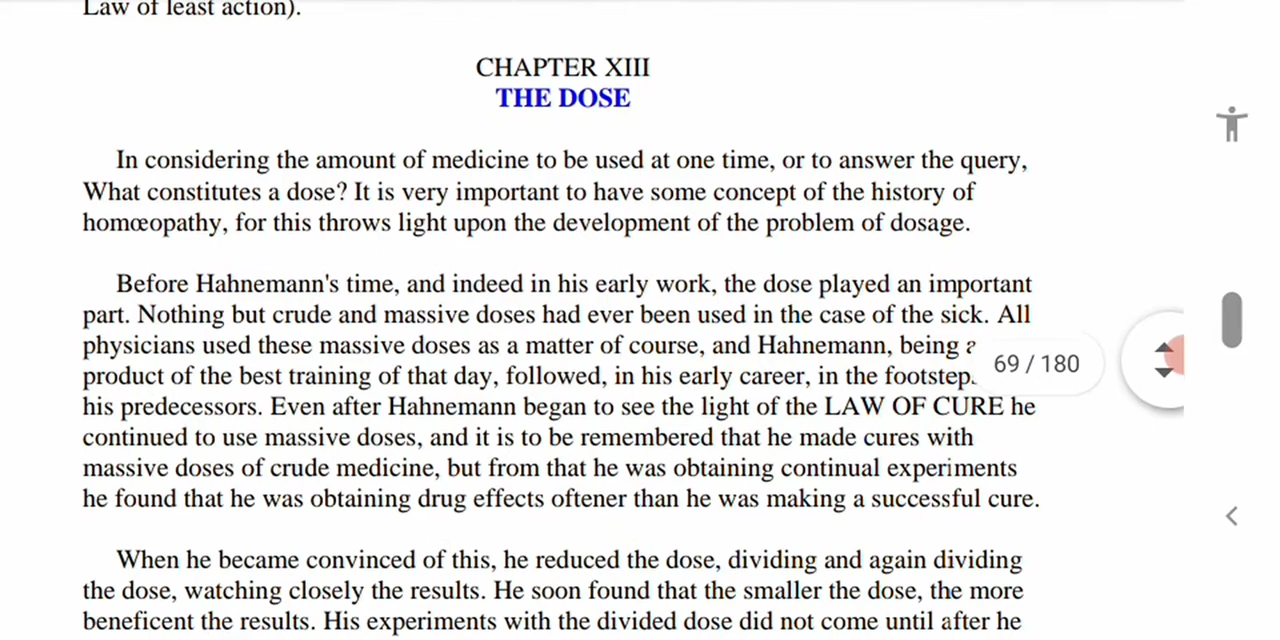 Law of least action).
CHAPTER XIII
THE DOSE
In considering the amount of medicine to be used at one time, or to answer the query,
What constitutes a dose? It is very important to have some concept of the history of
homœopathy, for this throws light upon the development of the problem of dosage.
Before Hahnemann's time, and indeed in his early work, the dose played an important
part. Nothing but crude and massive doses had ever been used in the case of the sick. All
physicians used these massive doses as a matter of course, and Hahnemann, being
product of the best training of that day, followed, in his early career, in the
his predecessors. Even after Hahnemann began to see the light of the LAW OF CURE he
continued to use massive doses, and it is to be remembered that he made cures with
massive doses of crude medicine, but from that he was obtaining continual experiments
he found that he was obtaining drug effects oftener than he was making a successful cure.
When he became convinced of this, he reduced the dose, dividing and again dividing
the dose, watching closely the results. He soon found that the smaller the dose, the more
beneficent the results. His experiments with the divided dose did not come until after he
69 / 180